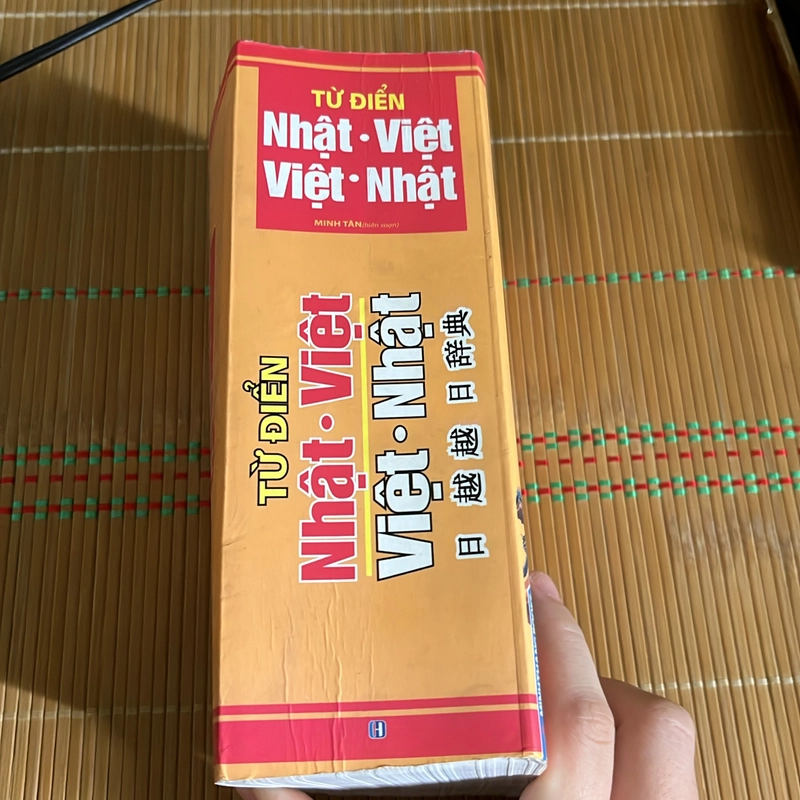 TỪ ĐIỂN
Nhật • Việt
Việt • Nhật
MINH TÂN (biên soạn)
TỪ ĐIỂN
Nhật • Việt
Việt • Nhật
日越越日辞典